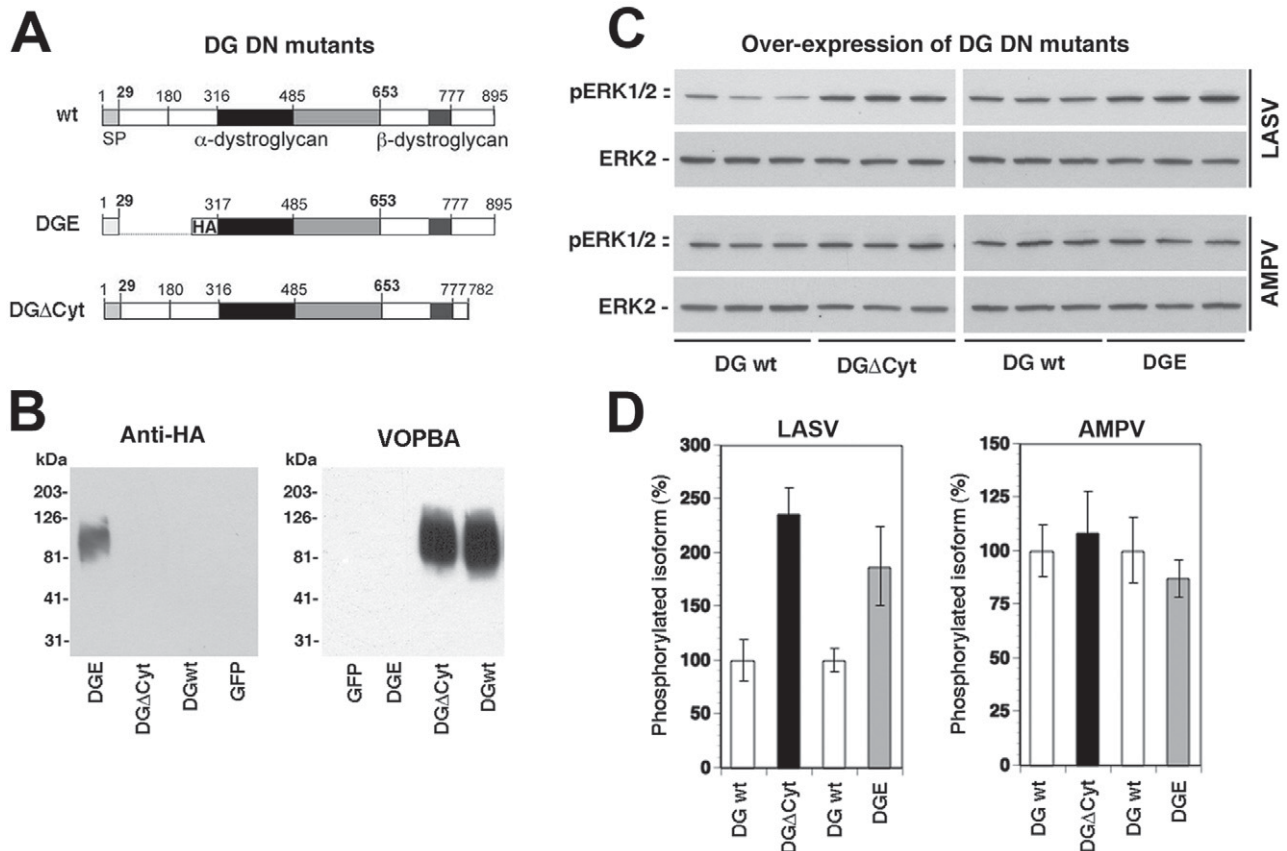 A
DG DN mutants
1 29 180 316 485 653 777 895
wt
SP α-dystroglycan β-dystroglycan
1 29 317 485 653 777 895
DGE
HA
1 29 180 316 485 653 777 782
DGΔCyt
B
Anti-HA
kDa
203-
126-
81-
41-
31-
DGE
DGΔCyt
DGwt
GFP
VOPBA
kDa
203-
126-
81-
41-
31-
GFP
DGE
DGΔCyt
DGwt
C
Over-expression of DG DN mutants
pERK1/2 =
ERK2 -
LASV
pERK1/2 =
ERK2 -
AMPV
DG wt DGΔCyt DG wt DGE
D
LASV
Phosphorylated isoform (%)
300
250
200
150
100
50
0
DG wt
DGΔCyt
DG wt
DGE
AMPV
Phosphorylated isoform (%)
150
125
100
75
50
25
0
DG wt
DGΔCyt
DG wt
DGE